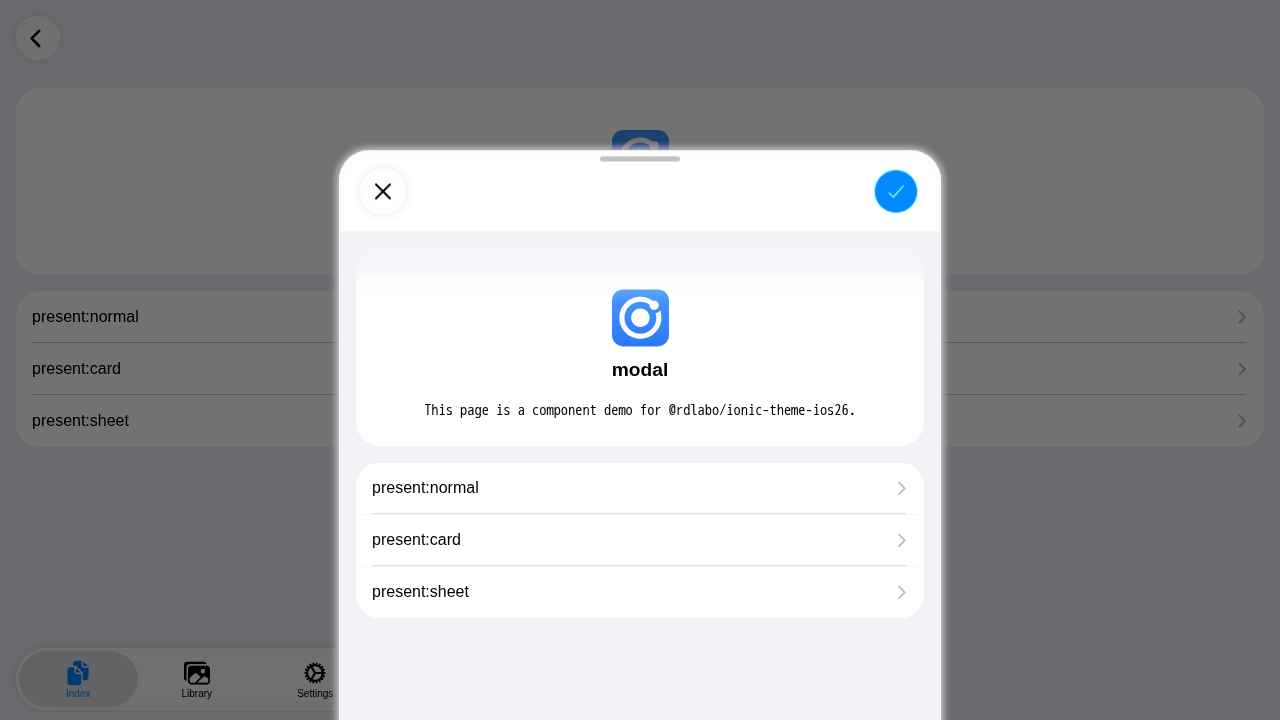 present:normal
present:card
present:sheet
modal
This page is a component demo for @rdlabo/ionic-theme-ios26.
present:normal
present:card
present:sheet
Index
Library
Settings